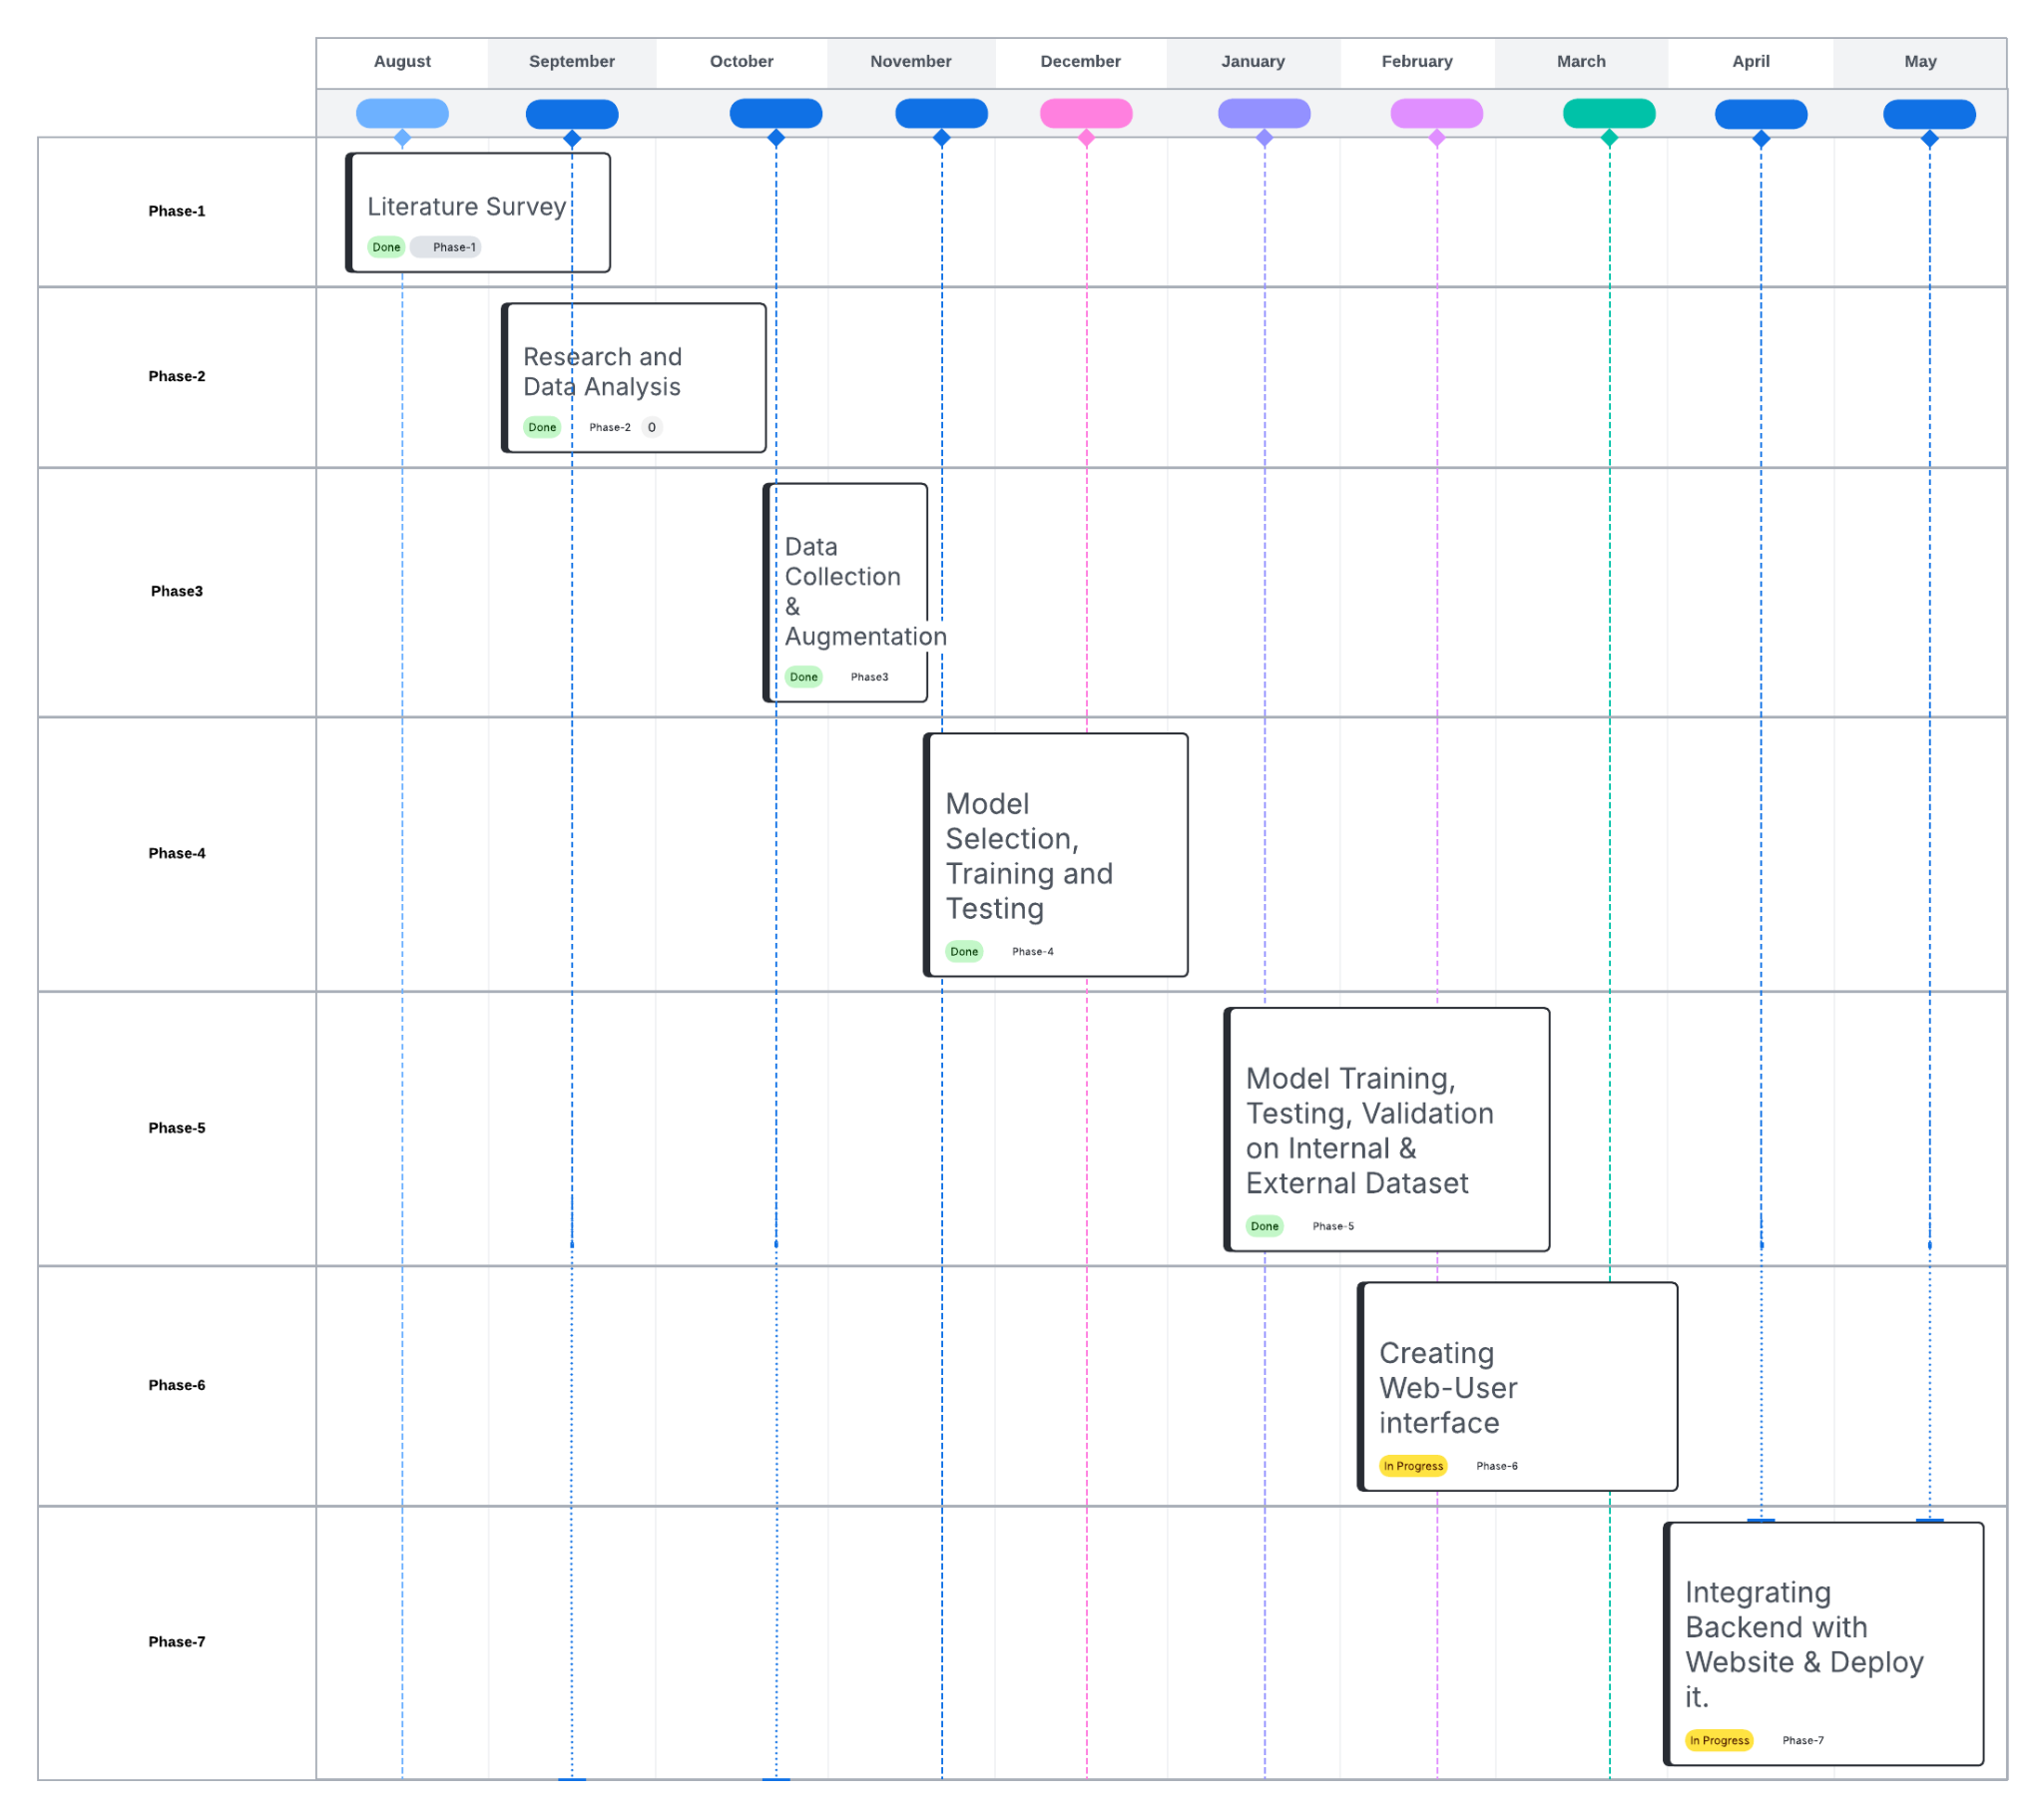 August September October November December January February March April May
Phase-1
Literature Survey
Done Phase-1
Phase-2
Research and
Data Analysis
Done Phase-2 0
Phase3
Data
Collection
&
Augmentation
Done Phase3
Phase-4
Model
Selection,
Training and
Testing
Done Phase-4
Phase-5
Model Training,
Testing, Validation
on Internal &
External Dataset
Done Phase-5
Phase-6
Creating
Web-User
interface
In Progress Phase-6
Phase-7
Integrating
Backend with
Website & Deploy
it.
In Progress Phase-7